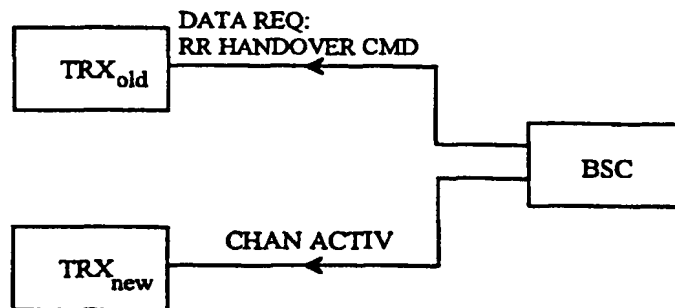 DATA REQ:
RR HANDOVER CMD
TRXold
BSC
CHAN ACTIV
TRXnew